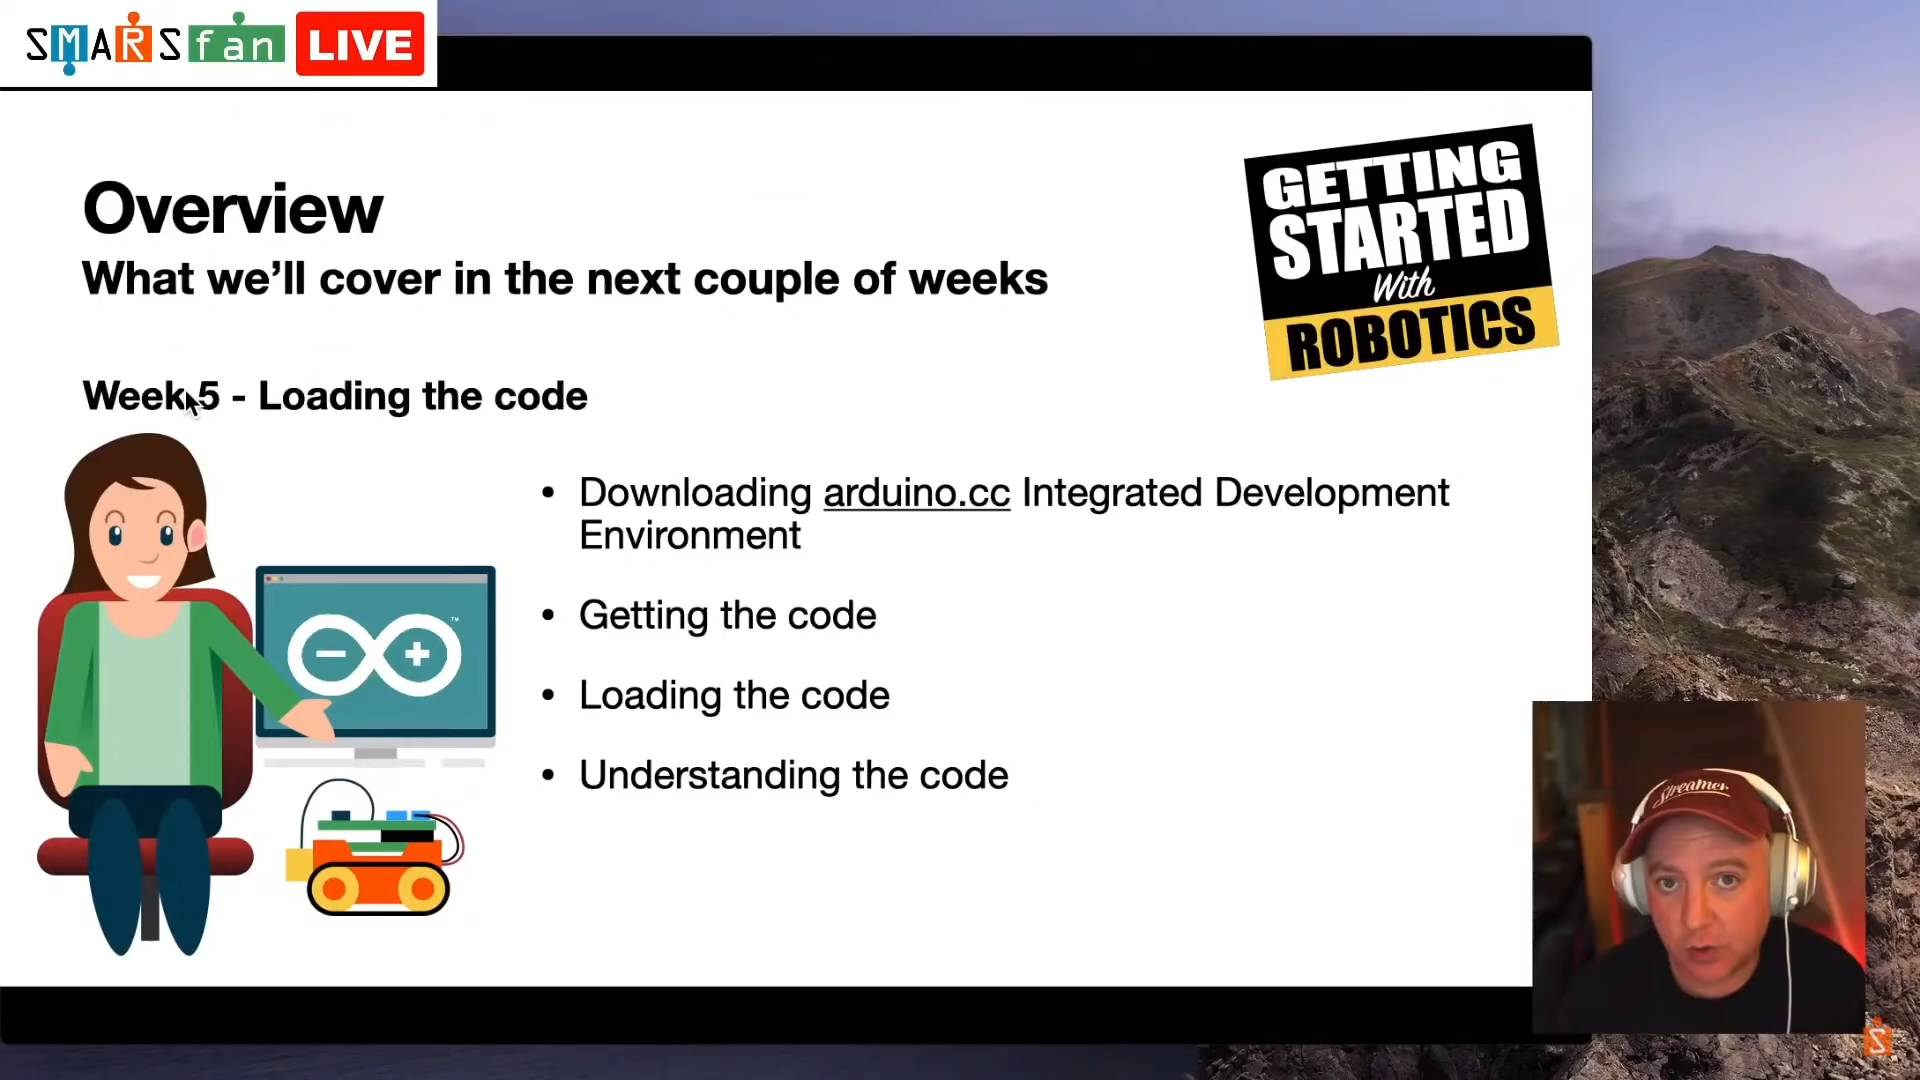 SMARSfan LIVE
Overview
What we’ll cover in the next couple of weeks
GETTING
STARTED
With
ROBOTICS
Week 5 - Loading the code
• Downloading arduino.cc Integrated Development
Environment
• Getting the code
• Loading the code
• Understanding the code
TM
Streamer
S